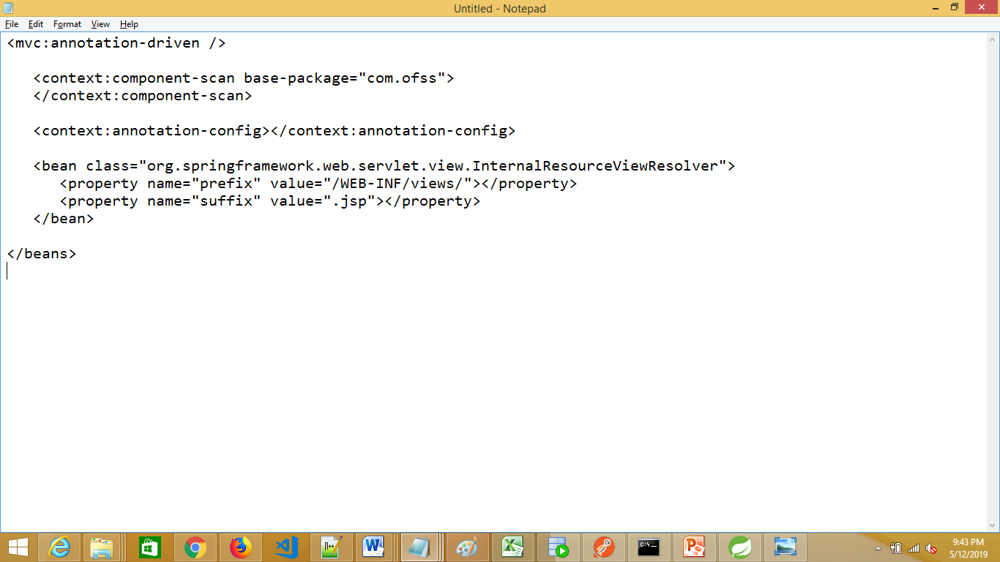 Untitled - Notepad
File Edit Format View Help
<mvc:annotation-driven />
<context:component-scan base-package="com.ofss">
</context:component-scan>
<context:annotation-config></context:annotation-config>
<bean class="org.springframework.web.servlet.view.InternalResourceViewResolver">
<property name="prefix" value="/WEB-INF/views/"></property>
<property name="suffix" value=".jsp"></property>
</bean>
</beans>
9:43 PM
5/12/2019